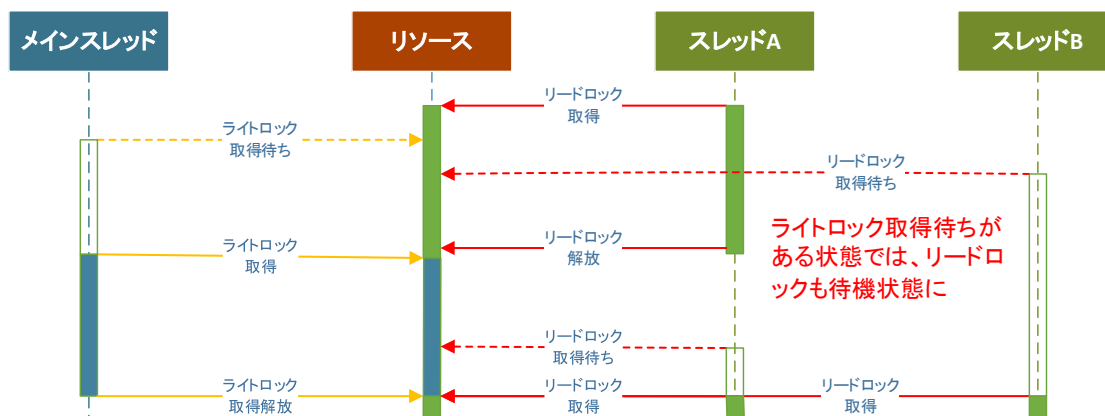 メインスレッド
リソース
スレッドA
スレッドB
リードロック
取得
ライトロック
取得待ち
リードロック
取得待ち
ライトロック取得待ちが
ある状態では、リードロ
ックも待機状態に
ライトロック
取得
リードロック
解放
リードロック
取得待ち
ライトロック
取得解放
リードロック
取得
リードロック
取得